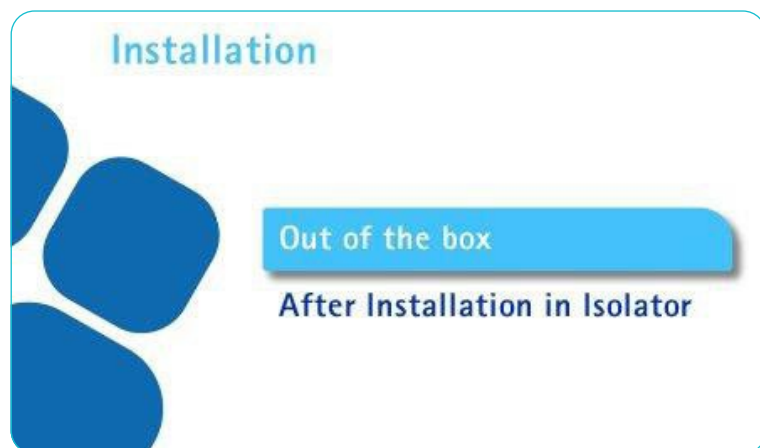 Installation
Out of the box
After Installation in Isolator